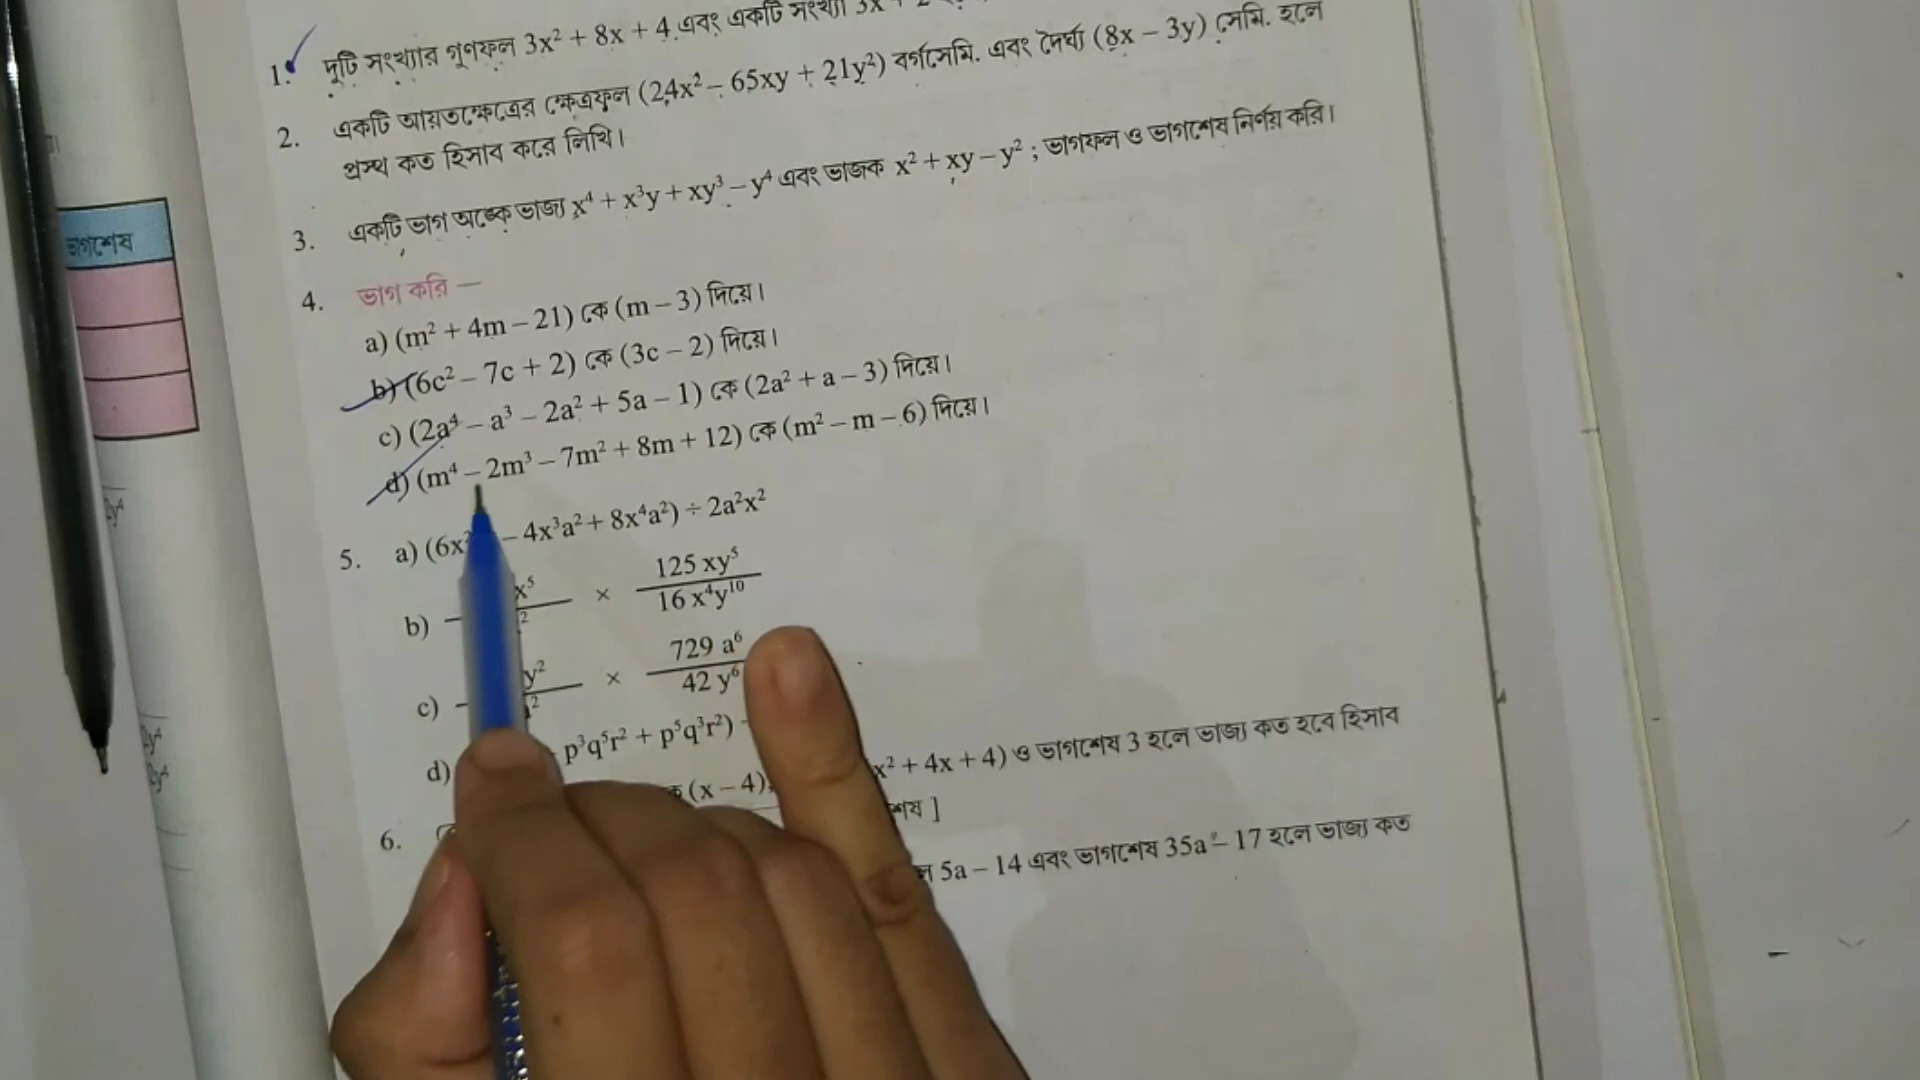 1. দুটি সংখ্যার গুণফল 3x² + 8x + 4 এবং একটি সংখ্যা 3x +
2. একটি আয়তক্ষেত্রের ক্ষেত্রফল (24x² – 65xy + 21y²) বর্গসেমি. এবং দৈর্ঘ্য (8x – 3y) সেমি. হলে
প্রস্থ কত হিসাব করে লিখি।
3. একটি ভাগ অঙ্কে ভাজ্য x⁴ + x³y + xy³ – y⁴ এবং ভাজক x² + xy – y² ; ভাগফল ও ভাগশেষ নির্ণয় করি।
ভাগশেষ
4. ভাগ করি —
a) (m² + 4m – 21) কে (m – 3) দিয়ে।
b) (6c² – 7c + 2) কে (3c – 2) দিয়ে।
c) (2a⁴ – a³ – 2a² + 5a – 1) কে (2a² + a – 3) দিয়ে।
d) (m⁴ – 2m³ – 7m² + 8m + 12) কে (m² – m – 6) দিয়ে।
5. a) (6x² – 4x³a² + 8x⁴a²) ÷ 2a²x²
b) x⁵ × 125 xy⁵ / 16 x⁴y¹⁰
c) y² × 729 a⁶ / 42 y⁶
d) p³q⁵r² + p⁵q³r²)
6. (x – 4) x² + 4x + 4) ও ভাগশেষ 3 হলে ভাজ্য কত হবে হিসাব
]
5a – 14 এবং ভাগশেষ 35a – 17 হলে ভাজ্য কত